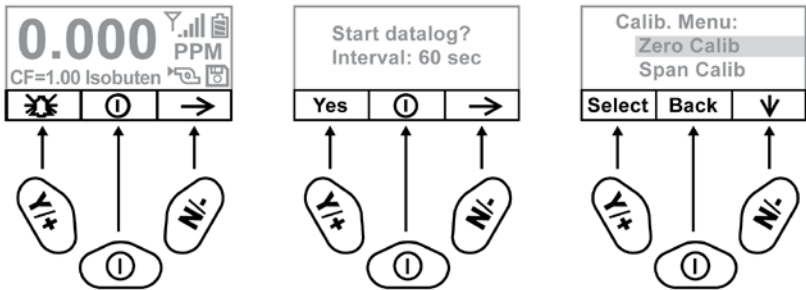 0.000
PPM
CF=1.00 Isobuten
Y/+
N/-
Start datalog?
Interval: 60 sec
Yes
Y/+
N/-
Calib. Menu:
Zero Calib
Span Calib
Select Back
Y/+
N/-